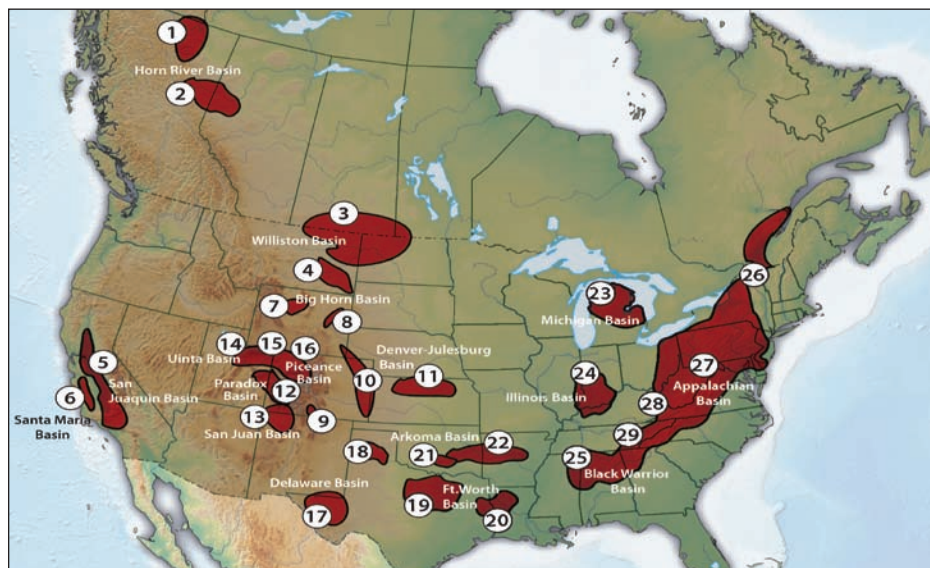 1
Horn River Basin
2
3
Williston Basin
4
Big Horn Basin
7
8
5
San
Juaquin Basin
6
Santa Maria
Basin
14
15
16
Uinta Basin
Piceance
Basin
Paradox
Basin
12
13
San Juan Basin
9
10
Denver-Julesburg
Basin
11
18
Arkoma Basin
21
22
Delaware Basin
17
Ft.Worth
Basin
19
20
23
Michigan Basin
24
Illinois Basin
26
27
Appalachian
Basin
28
29
25
Black Warrior
Basin